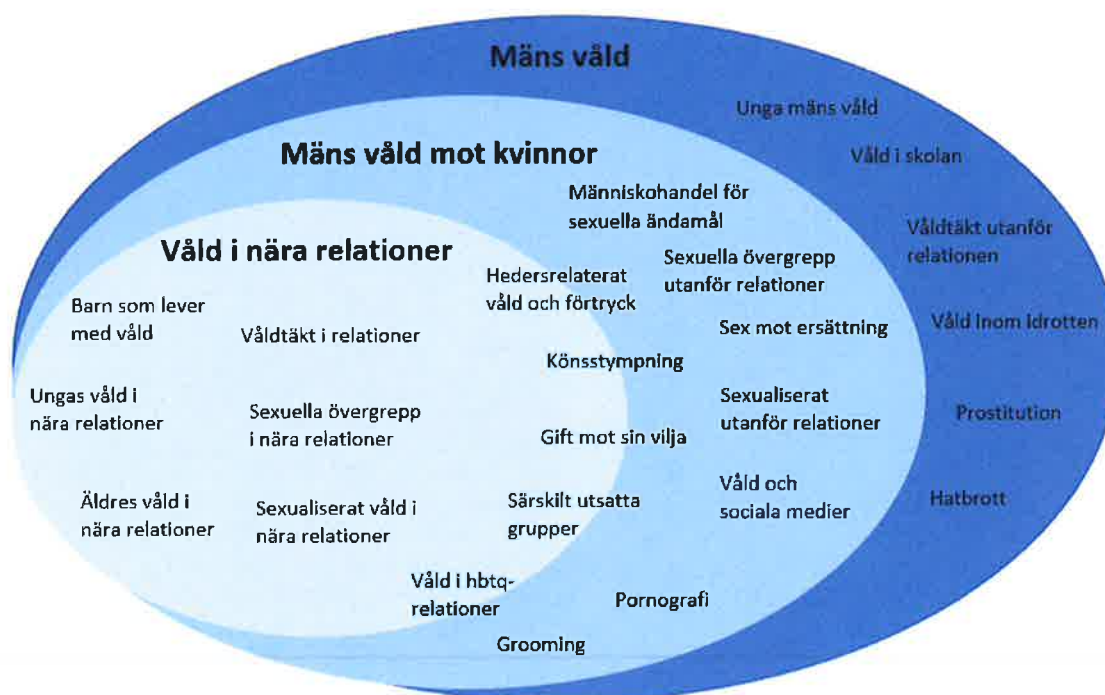 Mäns våld
Unga mäns våld
Våld i skolan
Våldtäkt utanför
relationen
Våld inom idrotten
Prostitution
Hatbrott
Mäns våld mot kvinnor
Människohandel för
sexuella ändamål
Sexuella övergrepp
utanför relationer
Sex mot ersättning
Sexualiserat
utanför relationer
Våld och
sociala medier
Pornografi
Grooming
Hedersrelaterat
våld och förtryck
Könsstympning
Gift mot sin vilja
Särskilt utsatta
grupper
Våld i hbtq-
relationer
Våld i nära relationer
Barn som lever
med våld
Våldtäkt i relationer
Ungas våld i
nära relationer
Sexuella övergrepp
i nära relationer
Äldres våld i
nära relationer
Sexualiserat våld i
nära relationer